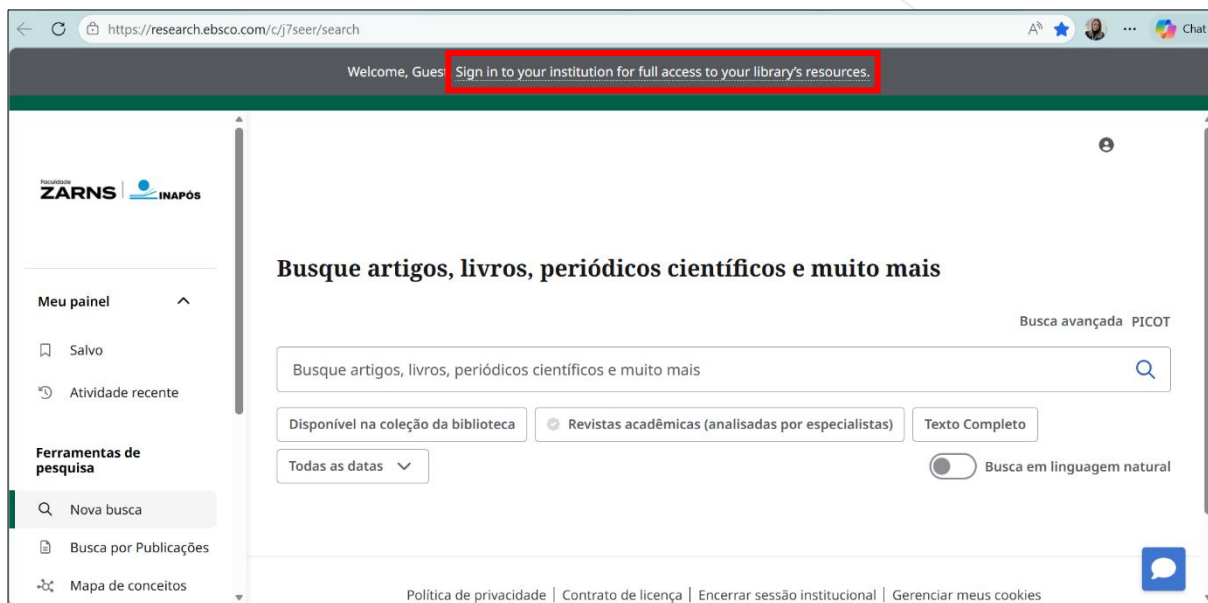 https://research.ebsco.com/c/j7seer/search
Chat
Welcome, Guest Sign in to your institution for full access to your library's resources.
Faculdade ZARNS INAPÓS
Busque artigos, livros, periódicos científicos e muito mais
Meu painel
Busca avançada PICOT
Salvo
Busque artigos, livros, periódicos científicos e muito mais
Atividade recente
Disponível na coleção da biblioteca Revistas acadêmicas (analisadas por especialistas) Texto Completo
Ferramentas de
pesquisa
Todas as datas Busca em linguagem natural
Nova busca
Busca por Publicações
Mapa de conceitos
Política de privacidade | Contrato de licença | Encerrar sessão institucional | Gerenciar meus cookies